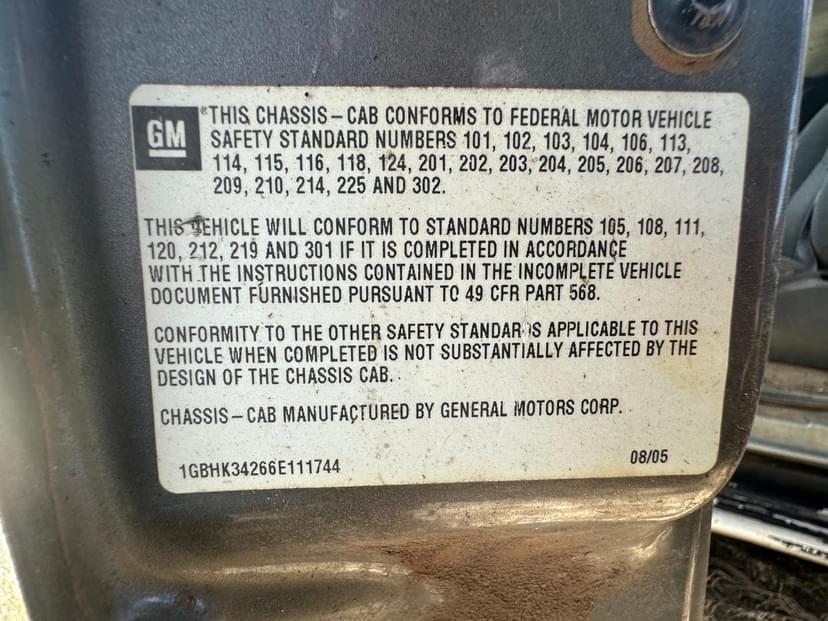 GM
*THIS CHASSIS-CAB CONFORMS TO FEDERAL MOTOR VEHICLE
SAFETY STANDARD NUMBERS 101, 102, 103, 104, 106, 113,
114, 115, 116, 118, 124, 201, 202, 203, 204, 205, 206, 207, 208,
209, 210, 214, 225 AND 302.
THIS VEHICLE WILL CONFORM TO STANDARD NUMBERS 105, 108, 111,
120, 212, 219 AND 301 IF IT IS COMPLETED IN ACCORDANCE
WITH THE INSTRUCTIONS CONTAINED IN THE INCOMPLETE VEHICLE
DOCUMENT FURNISHED PURSUANT TO 49 CFR PART 568.
CONFORMITY TO THE OTHER SAFETY STANDARDS APPLICABLE TO THIS
VEHICLE WHEN COMPLETED IS NOT SUBSTANTIALLY AFFECTED BY THE
DESIGN OF THE CHASSIS CAB.
CHASSIS-CAB MANUFACTURED BY GENERAL MOTORS CORP.
1GBHK34266E111744 08/05